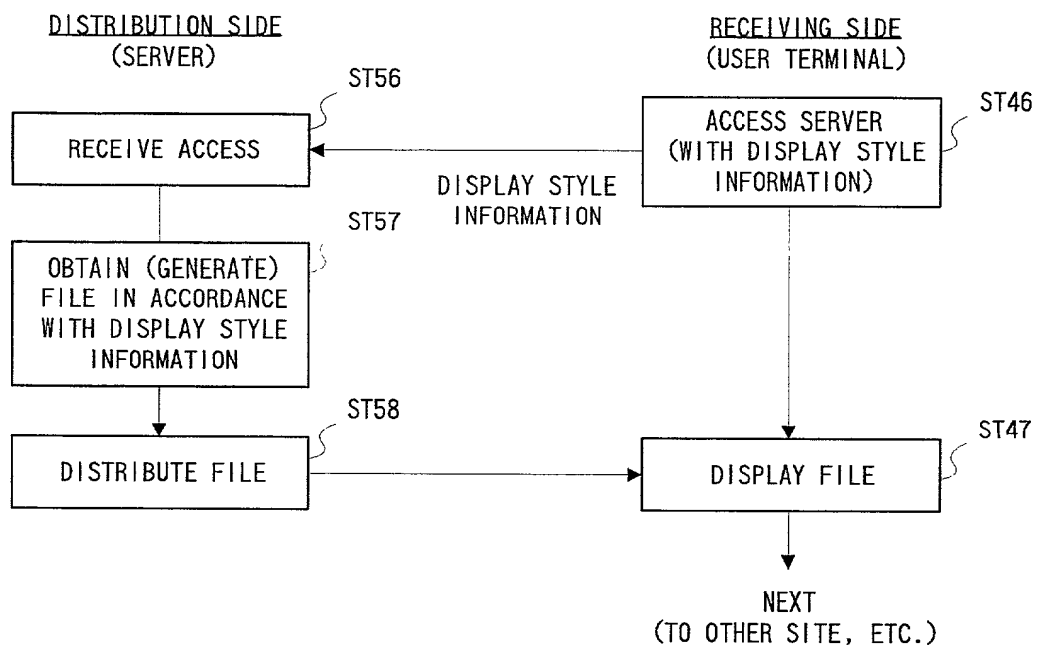 DISTRIBUTION SIDE
(SERVER)
RECEIVING SIDE
(USER TERMINAL)
ST56
ST46
RECEIVE ACCESS
ACCESS SERVER
(WITH DISPLAY STYLE
INFORMATION)
DISPLAY STYLE
INFORMATION
ST57
OBTAIN (GENERATE)
FILE IN ACCORDANCE
WITH DISPLAY STYLE
INFORMATION
ST58
ST47
DISTRIBUTE FILE
DISPLAY FILE
NEXT
(TO OTHER SITE, ETC.)